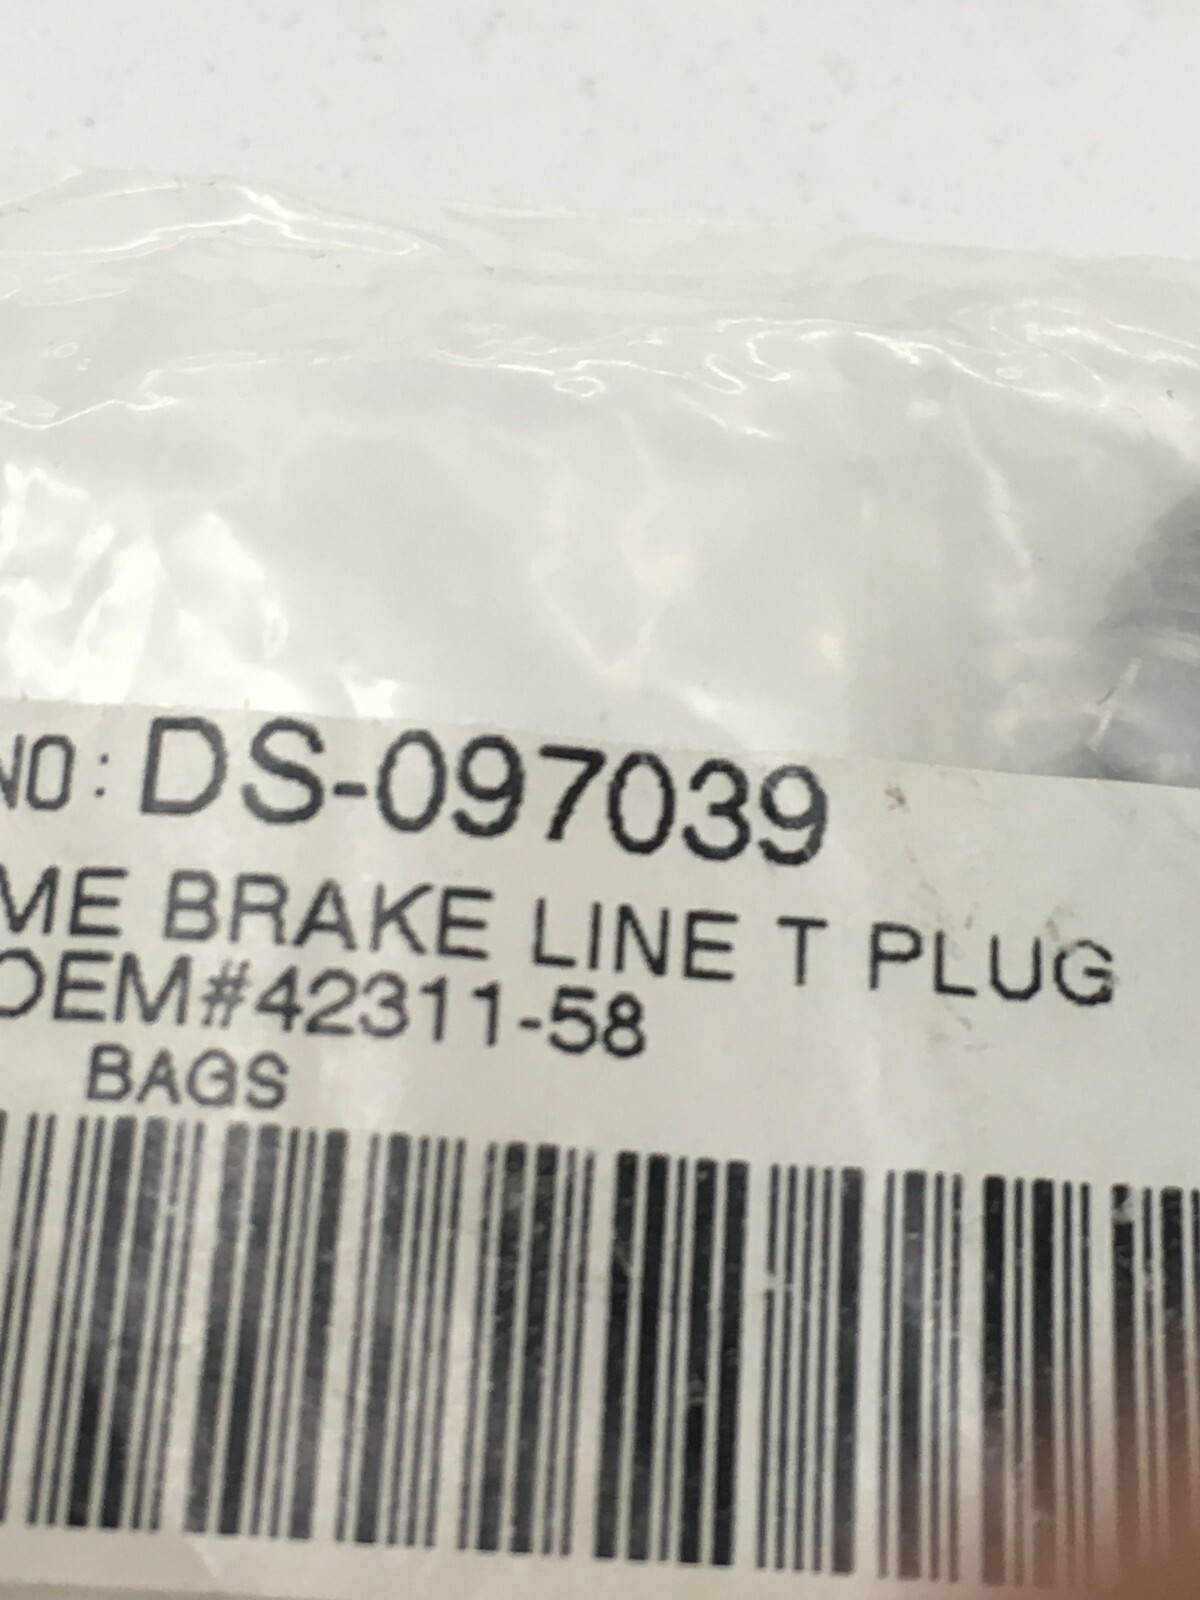 NO: DS-097039
ME BRAKE LINE T PLUG
OEM#42311-58
BAGS